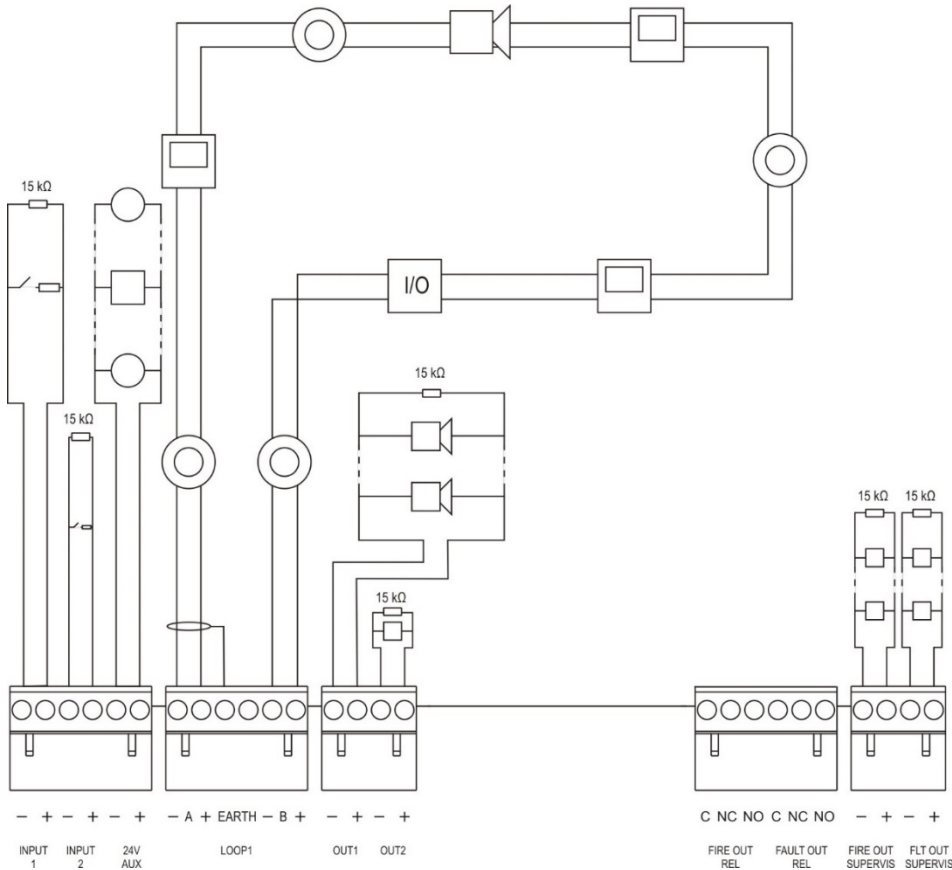 15 kΩ
I/O
15 kΩ
15 kΩ
15 kΩ
15 kΩ 15 kΩ
15 kΩ
− + − + − + − A + EARTH − B + − + − + C NC NO C NC NO − + − +
INPUT 1
INPUT 2
24V AUX
LOOP1
OUT1
OUT2
FIRE OUT REL
FAULT OUT REL
FIRE OUT SUPERVIS
FLT OUT SUPERVIS